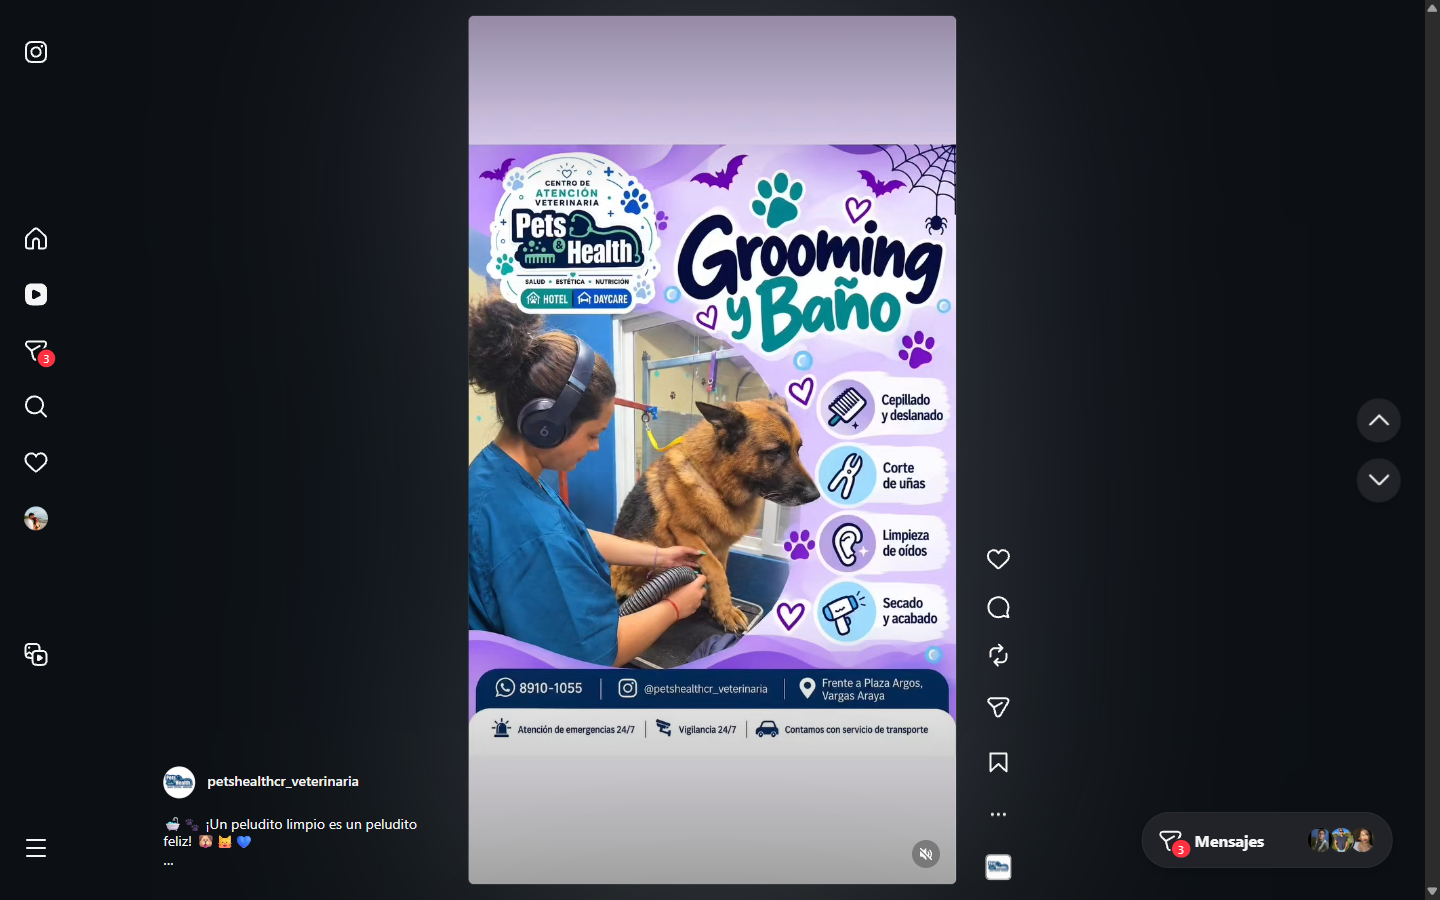 CENTRO DE
ATENCIÓN
VETERINARIA
Pets
& Health
SALUD • ESTÉTICA • NUTRICIÓN
HOTEL DAYCARE
Grooming
y Baño
Cepillado
y deslanado
Corte
de uñas
Limpieza
de oídos
Secado
y acabado
8910-1055
@petshealthcr_veterinaria
Frente a Plaza Argos,
Vargas Araya
Atención de emergencias 24/7
Vigilancia 24/7
Contamos con servicio de transporte
3
petshealthcr_veterinaria
¡Un peludito limpio es un peludito
feliz!
...
3
Mensajes